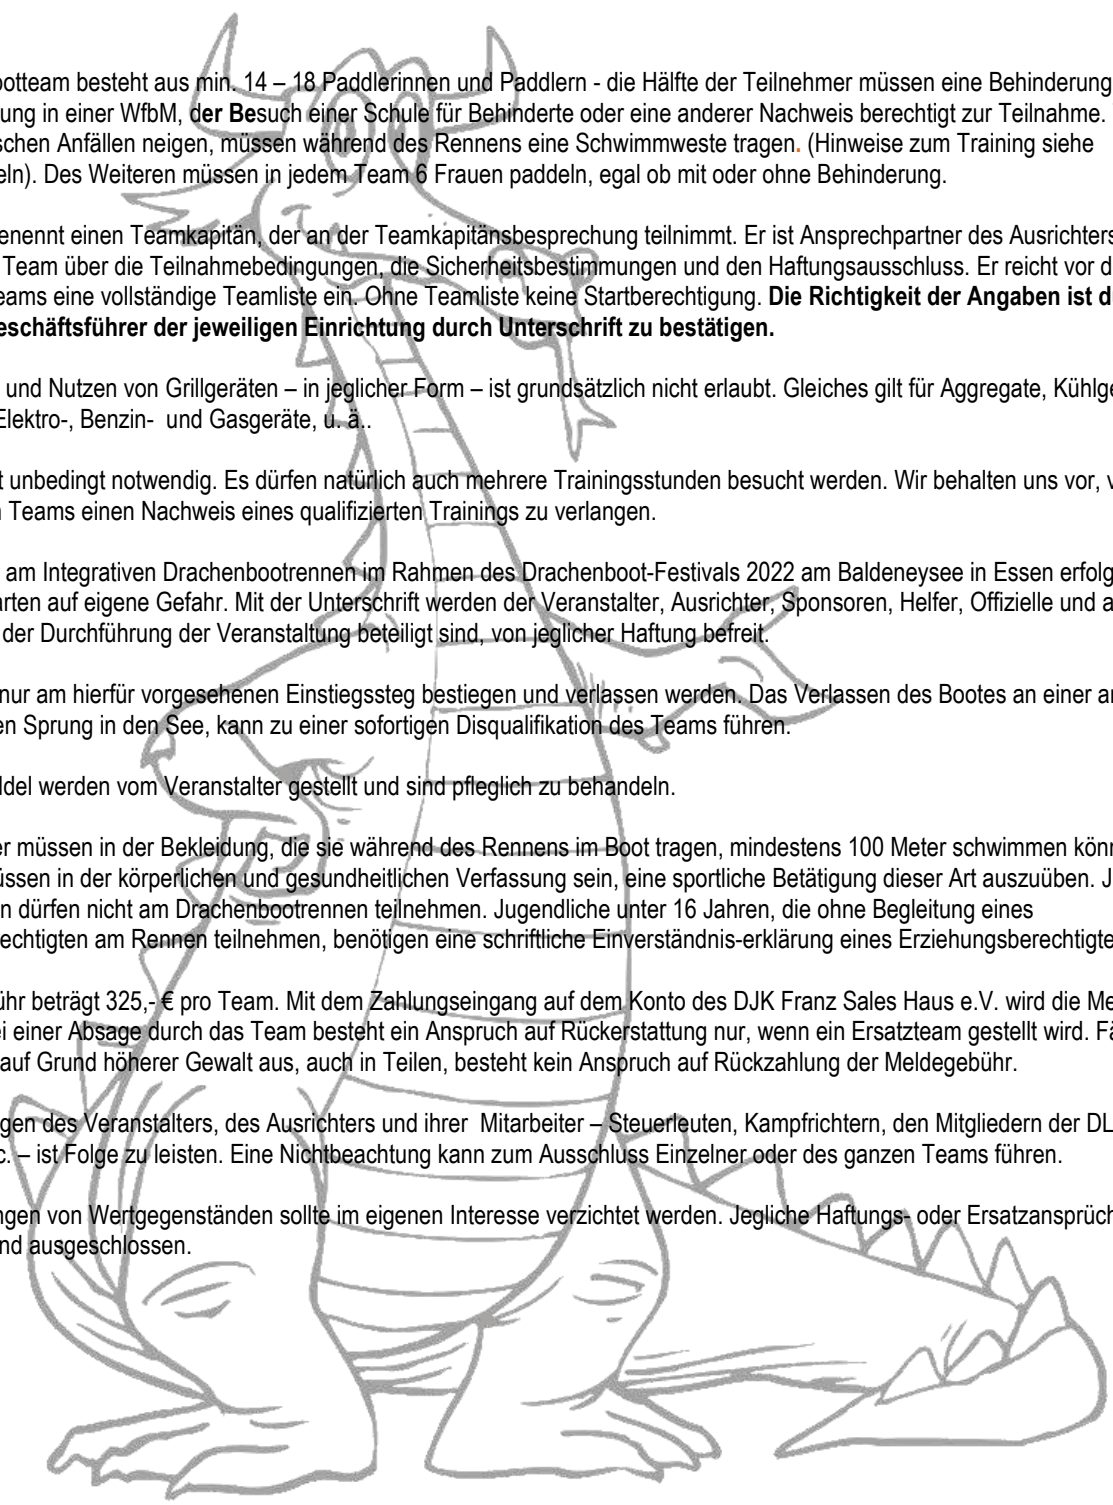 ootteam besteht aus min. 14 – 18 Paddlerinnen und Paddlern - die Hälfte der Teilnehmer müssen eine Behinderung
ung in einer WfbM, der Besuch einer Schule für Behinderte oder eine anderer Nachweis berechtigt zur Teilnahme.
schen Anfällen neigen, müssen während des Rennens eine Schwimmweste tragen. (Hinweise zum Training siehe
eln). Des Weiteren müssen in jedem Team 6 Frauen paddeln, egal ob mit oder ohne Behinderung.
enennt einen Teamkapitän, der an der Teamkapitänsbesprechung teilnimmt. Er ist Ansprechpartner des Ausrichters
Team über die Teilnahmebedingungen, die Sicherheitsbestimmungen und den Haftungsausschluss. Er reicht vor d
eams eine vollständige Teamliste ein. Ohne Teamliste keine Startberechtigung. Die Richtigkeit der Angaben ist d
eschäftsführer der jeweiligen Einrichtung durch Unterschrift zu bestätigen.
und Nutzen von Grillgeräten – in jeglicher Form – ist grundsätzlich nicht erlaubt. Gleiches gilt für Aggregate, Kühlge
Elektro-, Benzin- und Gasgeräte, u. ä..
t unbedingt notwendig. Es dürfen natürlich auch mehrere Trainingsstunden besucht werden. Wir behalten uns vor, v
n Teams einen Nachweis eines qualifizierten Trainings zu verlangen.
am Integrativen Drachenbootrennen im Rahmen des Drachenboot-Festivals 2022 am Baldeneysee in Essen erfolg
arten auf eigene Gefahr. Mit der Unterschrift werden der Veranstalter, Ausrichter, Sponsoren, Helfer, Offizielle und a
der Durchführung der Veranstaltung beteiligt sind, von jeglicher Haftung befreit.
nur am hierfür vorgesehenen Einstiegssteg bestiegen und verlassen werden. Das Verlassen des Bootes an einer an
en Sprung in den See, kann zu einer sofortigen Disqualifikation des Teams führen.
ddel werden vom Veranstalter gestellt und sind pfleglich zu behandeln.
er müssen in der Bekleidung, die sie während des Rennens im Boot tragen, mindestens 100 Meter schwimmen könn
üssen in der körperlichen und gesundheitlichen Verfassung sein, eine sportliche Betätigung dieser Art auszuüben. J
n dürfen nicht am Drachenbootrennen teilnehmen. Jugendliche unter 16 Jahren, die ohne Begleitung eines
rechtigten am Rennen teilnehmen, benötigen eine schriftliche Einverständnis-erklärung eines Erziehungsberechtigte
ühr beträgt 325,- € pro Team. Mit dem Zahlungseingang auf dem Konto des DJK Franz Sales Haus e.V. wird die Me
ei einer Absage durch das Team besteht ein Anspruch auf Rückerstattung nur, wenn ein Ersatzteam gestellt wird. Fä
auf Grund höherer Gewalt aus, auch in Teilen, besteht kein Anspruch auf Rückzahlung der Meldegebühr.
gen des Veranstalters, des Ausrichters und ihrer Mitarbeiter – Steuerleuten, Kampfrichtern, den Mitgliedern der DL
c. – ist Folge zu leisten. Eine Nichtbeachtung kann zum Ausschluss Einzelner oder des ganzen Teams führen.
ngen von Wertgegenständen sollte im eigenen Interesse verzichtet werden. Jegliche Haftungs- oder Ersatzansprüch
nd ausgeschlossen.